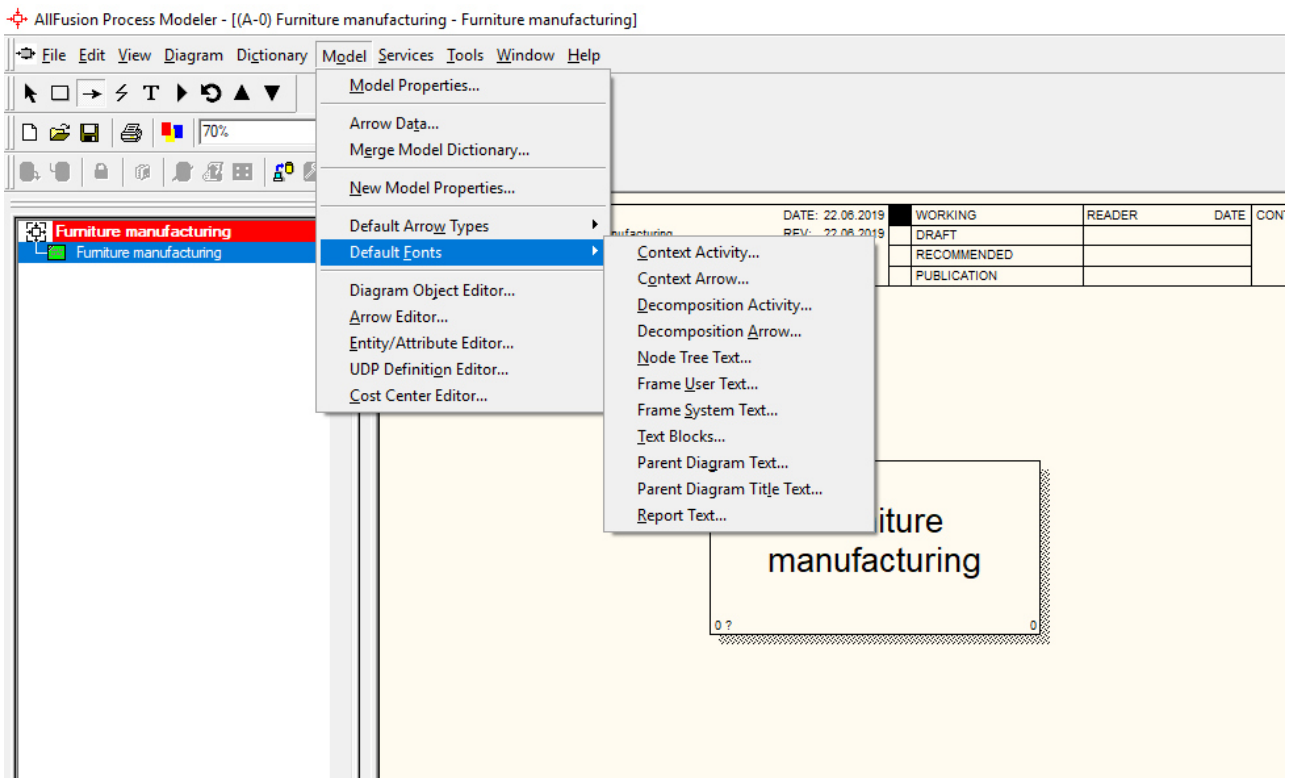 AllFusion Process Modeler - [(A-0) Furniture manufacturing - Furniture manufacturing]
File Edit View Diagram Dictionary Model Services Tools Window Help
T
70%
Model Properties...
Arrow Data...
Merge Model Dictionary...
New Model Properties...
Default Arrow Types
Default Fonts
Diagram Object Editor...
Arrow Editor...
Entity/Attribute Editor...
UDP Definition Editor...
Cost Center Editor...
Context Activity...
Context Arrow...
Decomposition Activity...
Decomposition Arrow...
Node Tree Text...
Frame User Text...
Frame System Text...
Text Blocks...
Parent Diagram Text...
Parent Diagram Title Text...
Report Text...
Furniture manufacturing
Furniture manufacturing
DATE: 22.06.2019 WORKING READER DATE CON
REV: 22.06.2019 DRAFT
RECOMMENDED
PUBLICATION
iture
manufacturing
0 ? 0